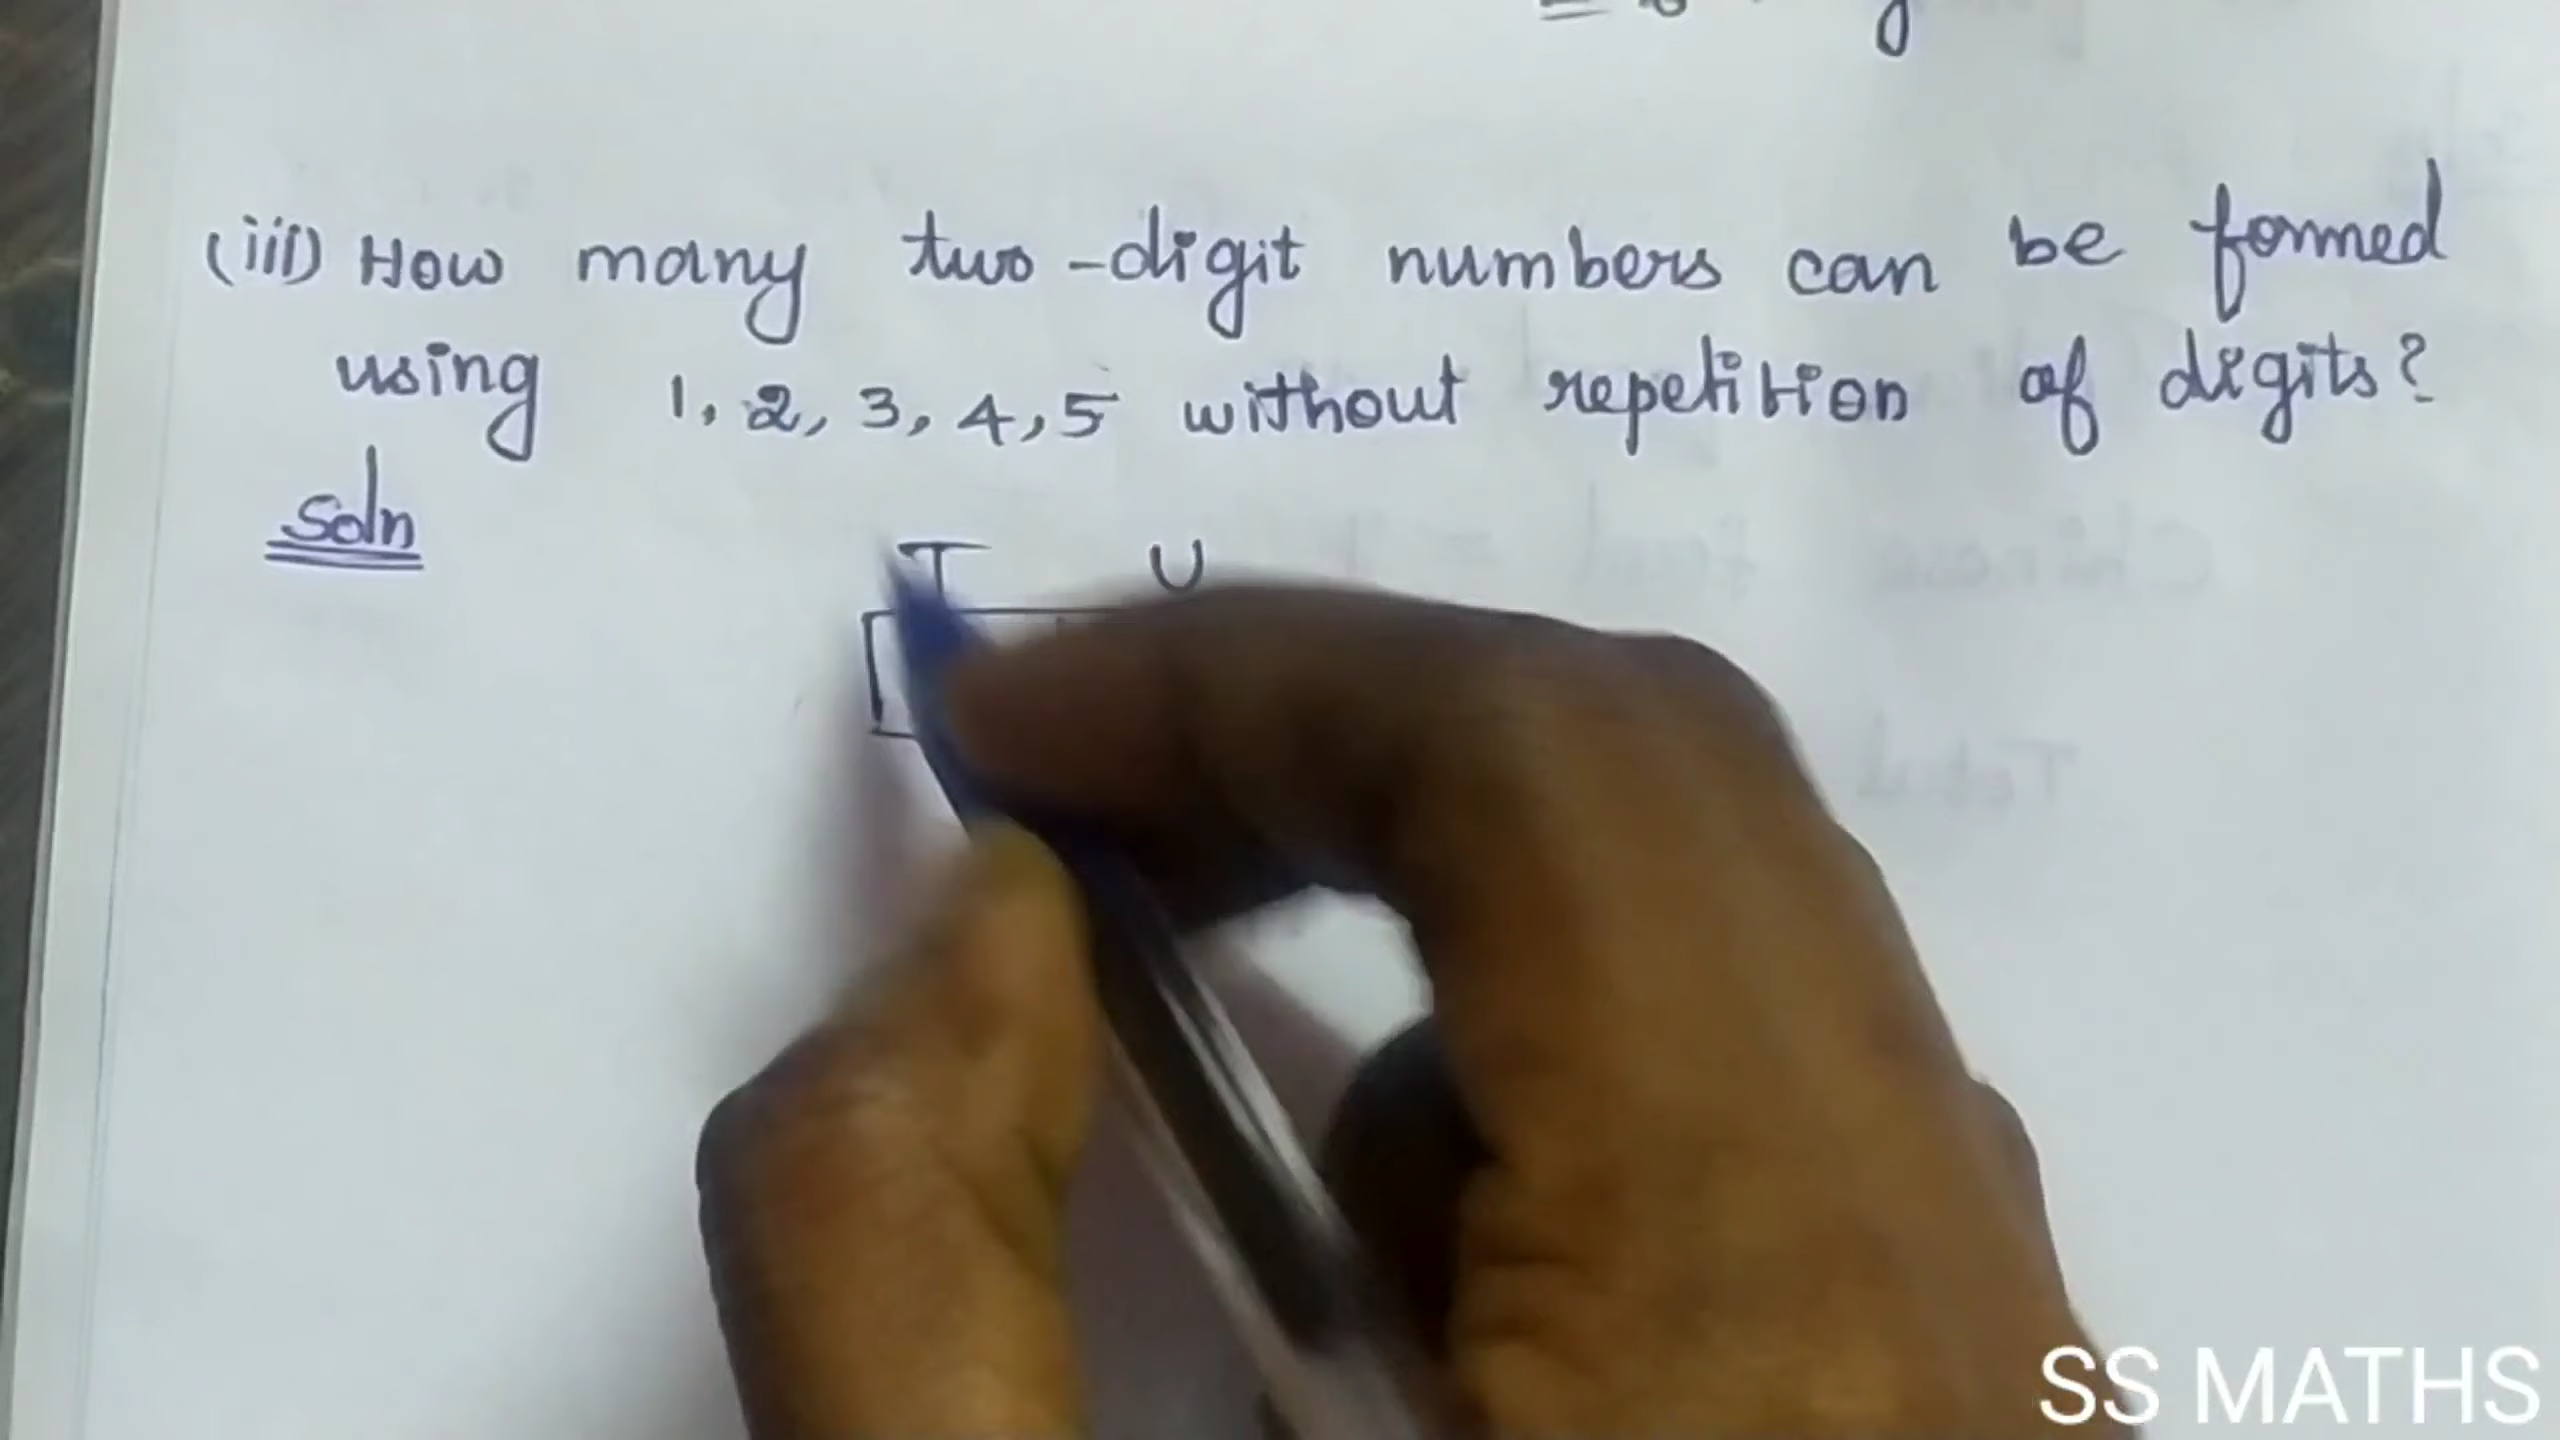 (iii) How many two-digit numbers can be formed
using 1, 2, 3, 4, 5 without repetition of digits?
Soln
T U
SS MATHS